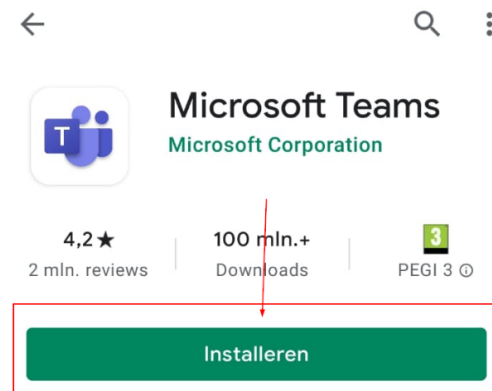 Microsoft Teams
T
Microsoft Corporation
4,2★
100 mln.+
3
2 mln. reviews
Downloads
PEGI 3
Installeren